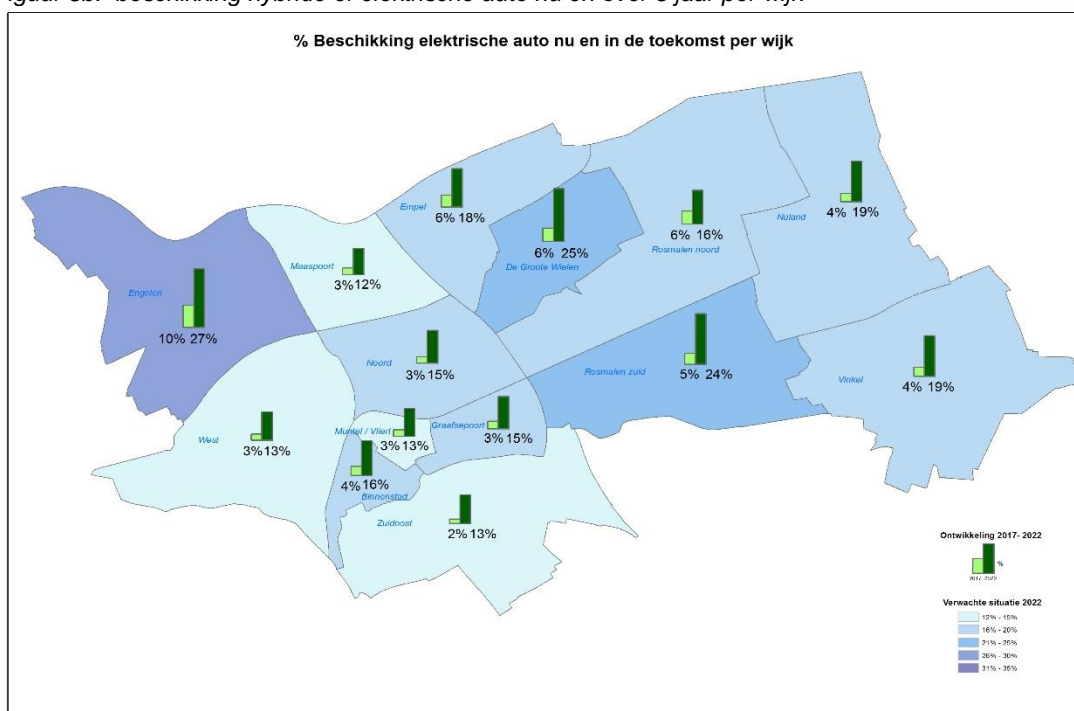 % Beschikking elektrische auto nu en in de toekomst per wijk
Empel
6% 18%
De Groote Wielen
6% 25%
Rosmalen noord
6% 16%
Nuland
4% 19%
Maaspoort
3% 12%
Engelen
10% 27%
Noord
3% 15%
Rosmalen zuid
5% 24%
Vinkel
4% 19%
West
3% 13%
Muntel / Vliert
3% 13%
Graafsepoort
3% 15%
4% 16%
Binnenstad
Zuidoost
2% 13%
Ontwikkeling 2017- 2022
%
2017 2022
Verwachte situatie 2022
12% - 15%
16% - 20%
21% - 25%
26% - 30%
31% - 35%